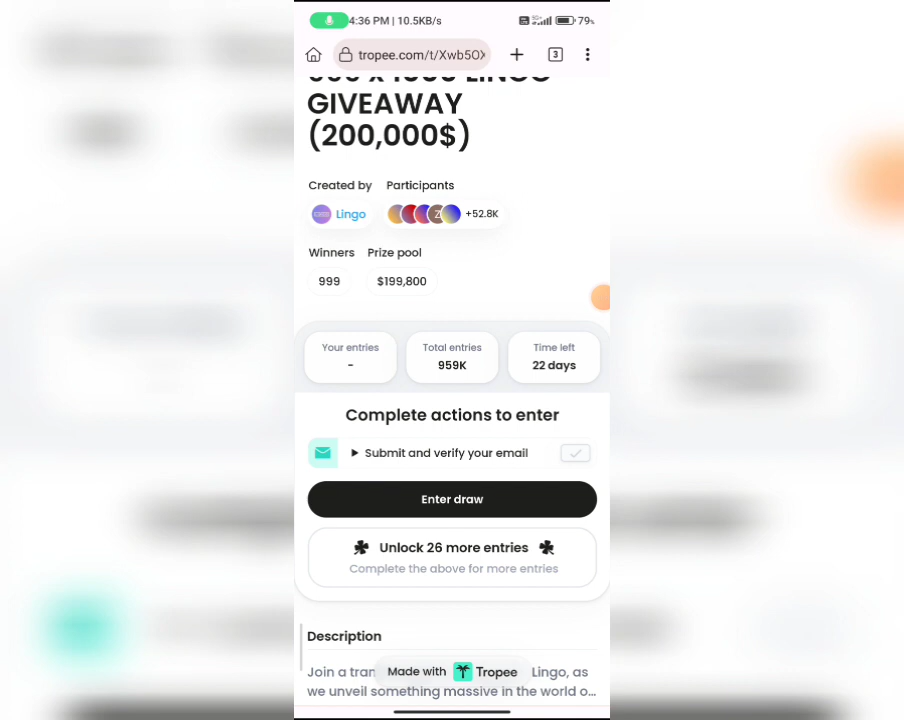 4:36 PM | 10.5KB/s
79%
tropee.com/t/Xwb5O
3
LINGO
GIVEAWAY
(200,000$)
Created by Participants
Lingo Z +52.8K
Winners Prize pool
999 $199,800
Your entries Total entries Time left
- 959K 22 days
Complete actions to enter
Submit and verify your email
Enter draw
Unlock 26 more entries
Complete the above for more entries
Description
Join a Made with Tropee Lingo, as
we unveil something massive in the world o...